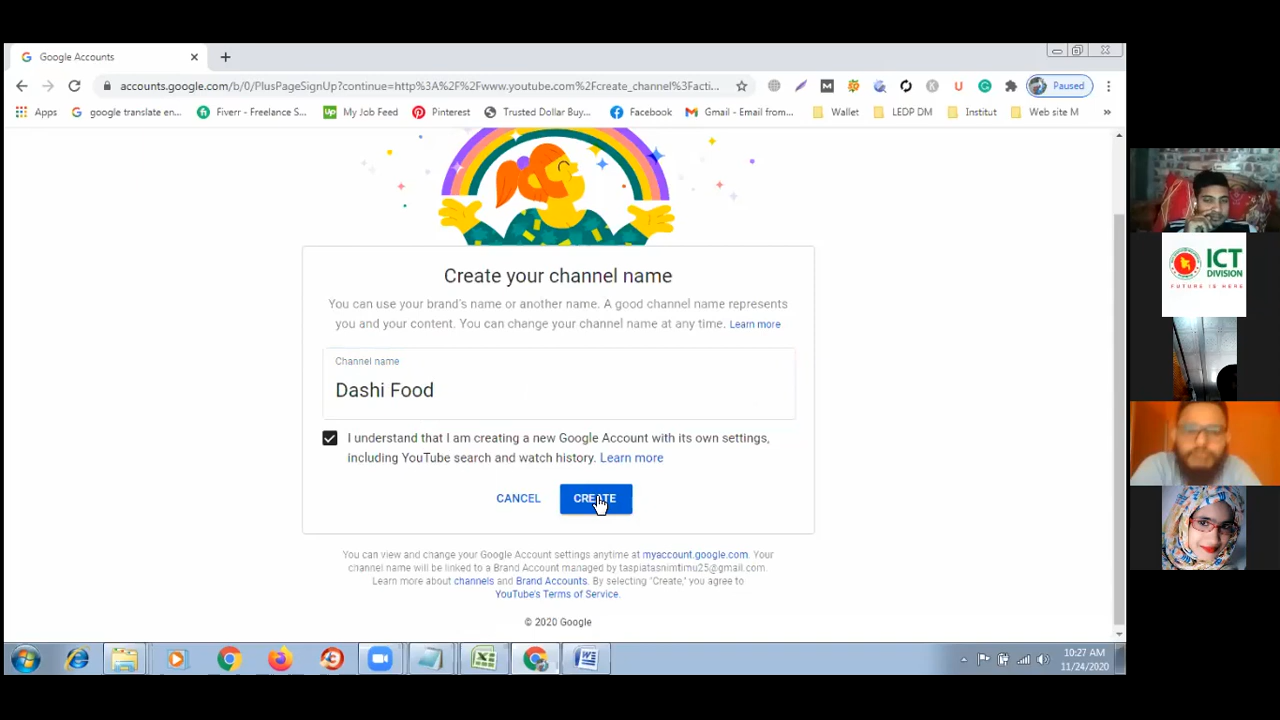 Google Accounts
accounts.google.com/b/0/PlusPageSignUp?continue=http%3A%2F%2Fwww.youtube.com%2Fcreate_channel%3Facti...
Paused
Apps
google translate en...
Fiverr - Freelance S...
My Job Feed
Pinterest
Trusted Dollar Buy...
Facebook
Gmail - Email from...
Wallet
LEDP DM
Institut
Web site M
Create your channel name
You can use your brand's name or another name. A good channel name represents
you and your content. You can change your channel name at any time. Learn more
Channel name
Dashi Food
I understand that I am creating a new Google Account with its own settings,
including YouTube search and watch history. Learn more
CANCEL
CREATE
You can view and change your Google Account settings anytime at myaccount.google.com. Your
channel name will be linked to a Brand Account managed by taspiatasnimtimu25@gmail.com.
Learn more about channels and Brand Accounts. By selecting "Create," you agree to
YouTube's Terms of Service.
© 2020 Google
10:27 AM
11/24/2020
ICT
DIVISION
FUTURE IS HERE